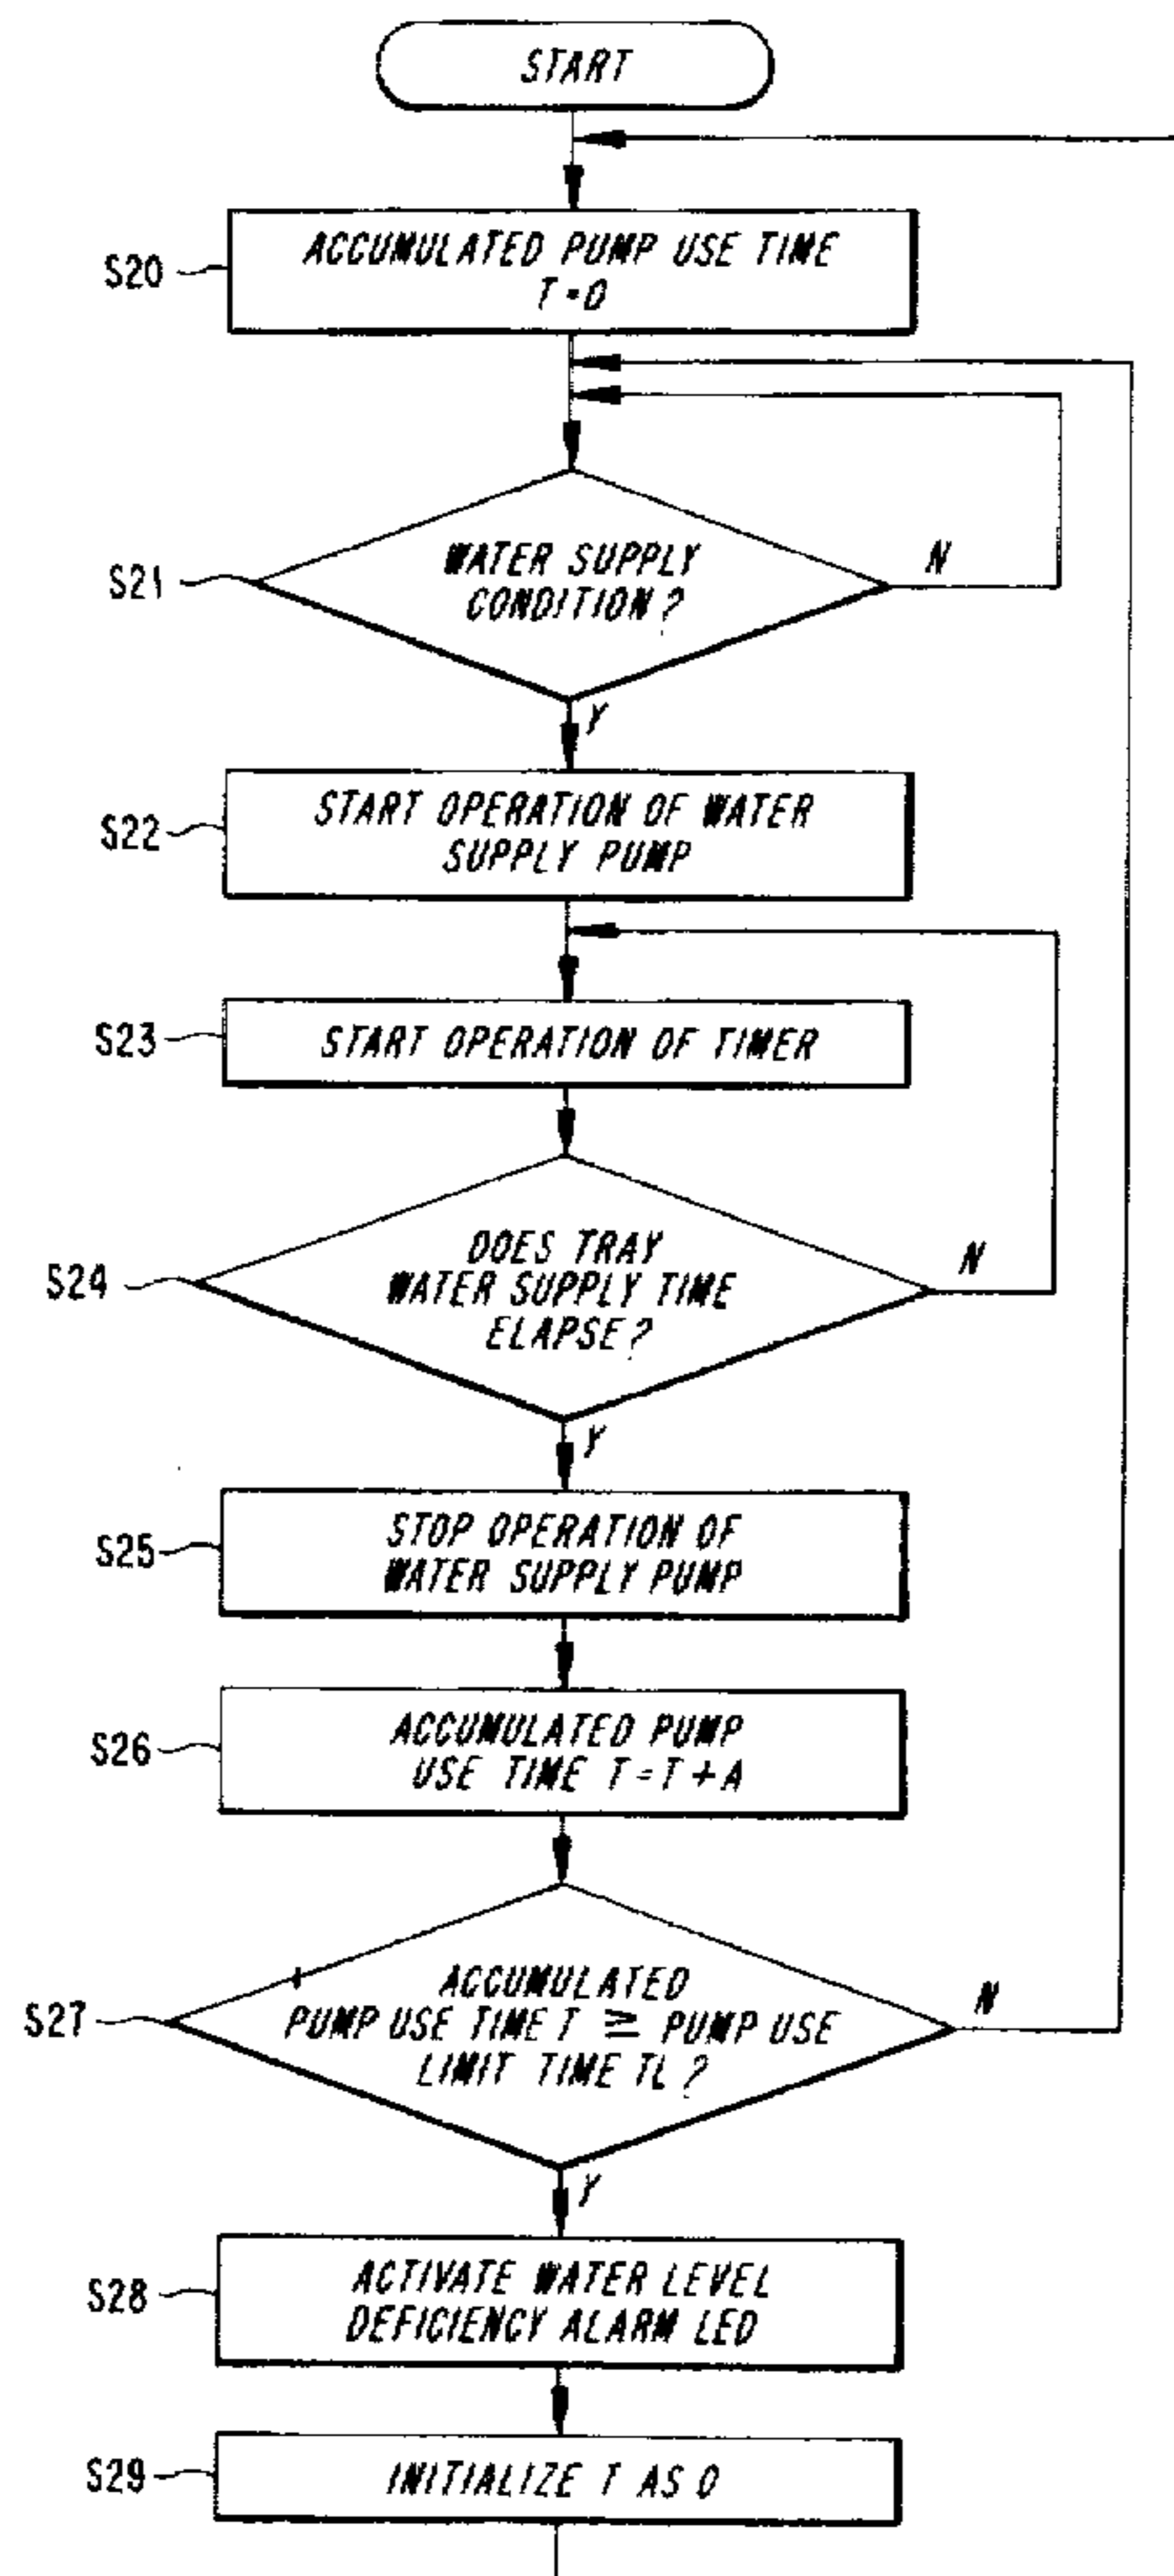 START
S20
ACCUMULATED PUMP USE TIME
T=0
S21
WATER SUPPLY
CONDITION?
N
Y
S22
START OPERATION OF WATER
SUPPLY PUMP
S23
START OPERATION OF TIMER
S24
DOES TRAY
WATER SUPPLY TIME
ELAPSE?
N
Y
S25
STOP OPERATION OF
WATER SUPPLY PUMP
S26
ACCUMULATED PUMP
USE TIME T=T+A
S27
ACCUMULATED
PUMP USE TIME T ≧ PUMP USE
LIMIT TIME TL?
N
Y
S28
ACTIVATE WATER LEVEL
DEFICIENCY ALARM LED
S29
INITIALIZE T AS 0